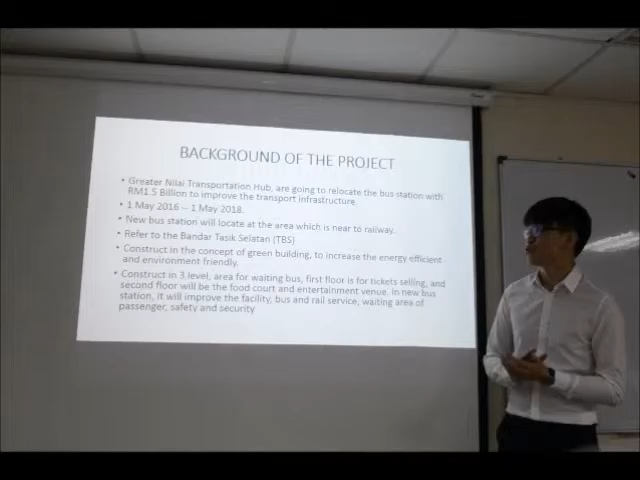 BACKGROUND OF THE PROJECT
• Greater Nilai Transportation Hub, are going to relocate the bus station with
RM1.5 Billion to improve the transport infrastructure.
• 1 May 2016 – 1 May 2018.
• New bus station will locate at the area which is near to railway.
• Refer to the Bandar Tasik Selatan (TBS)
• Construct in the concept of green building, to increase the energy efficient
and environment friendly.
• Construct in 3 level, area for waiting bus, first floor is for tickets selling, and
second floor will be the food court and entertainment venue. In new bus
station, it will improve the facility, bus and rail service, waiting area of
passenger, safety and security